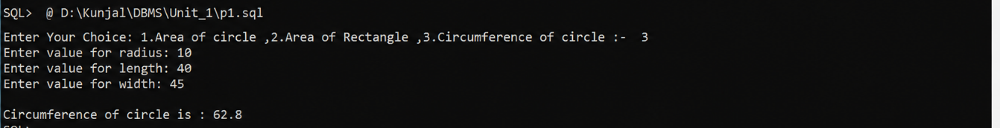 SQL> @ D:\Kunjal\DBMS\Unit_1\p1.sql
Enter Your Choice: 1.Area of circle ,2.Area of Rectangle ,3.Circumference of circle :- 3
Enter value for radius: 10
Enter value for length: 40
Enter value for width: 45
Circumference of circle is : 62.8